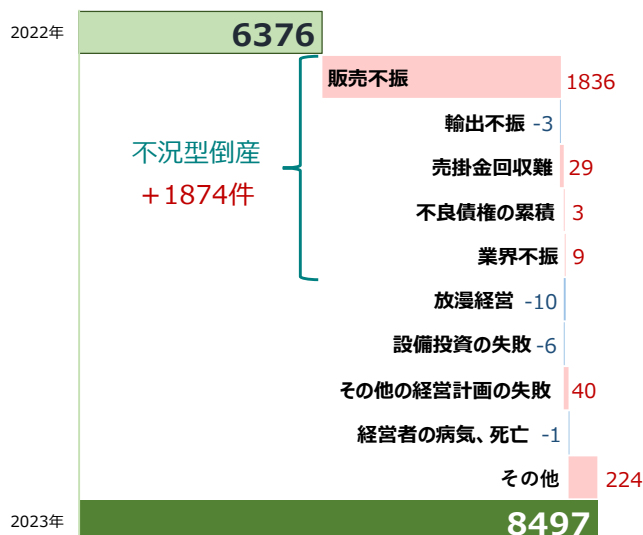 2022年 6376
販売不振 1836
輸出不振 -3
不況型倒産
+1874件
売掛金回収難 29
不良債権の累積 3
業界不振 9
放漫経営 -10
設備投資の失敗 -6
その他の経営計画の失敗 40
経営者の病気、死亡 -1
その他 224
2023年 8497